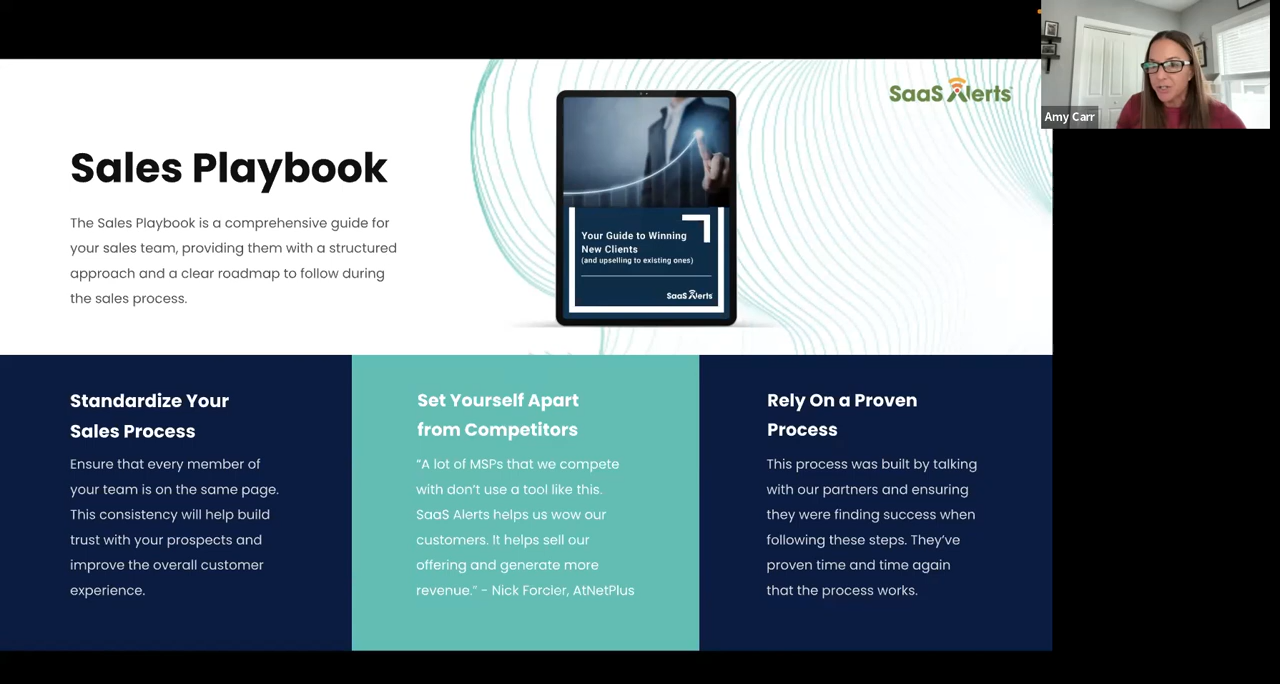 SaaS Alerts
Amy Carr
Sales Playbook
The Sales Playbook is a comprehensive guide for
your sales team, providing them with a structured
approach and a clear roadmap to follow during
the sales process.
Your Guide to Winning
New Clients
(and upselling to existing ones)
SaaS Alerts
Standardize Your
Sales Process
Ensure that every member of
your team is on the same page.
This consistency will help build
trust with your prospects and
improve the overall customer
experience.
Set Yourself Apart
from Competitors
“A lot of MSPs that we compete
with don’t use a tool like this.
SaaS Alerts helps us wow our
customers. It helps sell our
offering and generate more
revenue.” - Nick Forcier, AtNetPlus
Rely On a Proven
Process
This process was built by talking
with our partners and ensuring
they were finding success when
following these steps. They’ve
proven time and time again
that the process works.